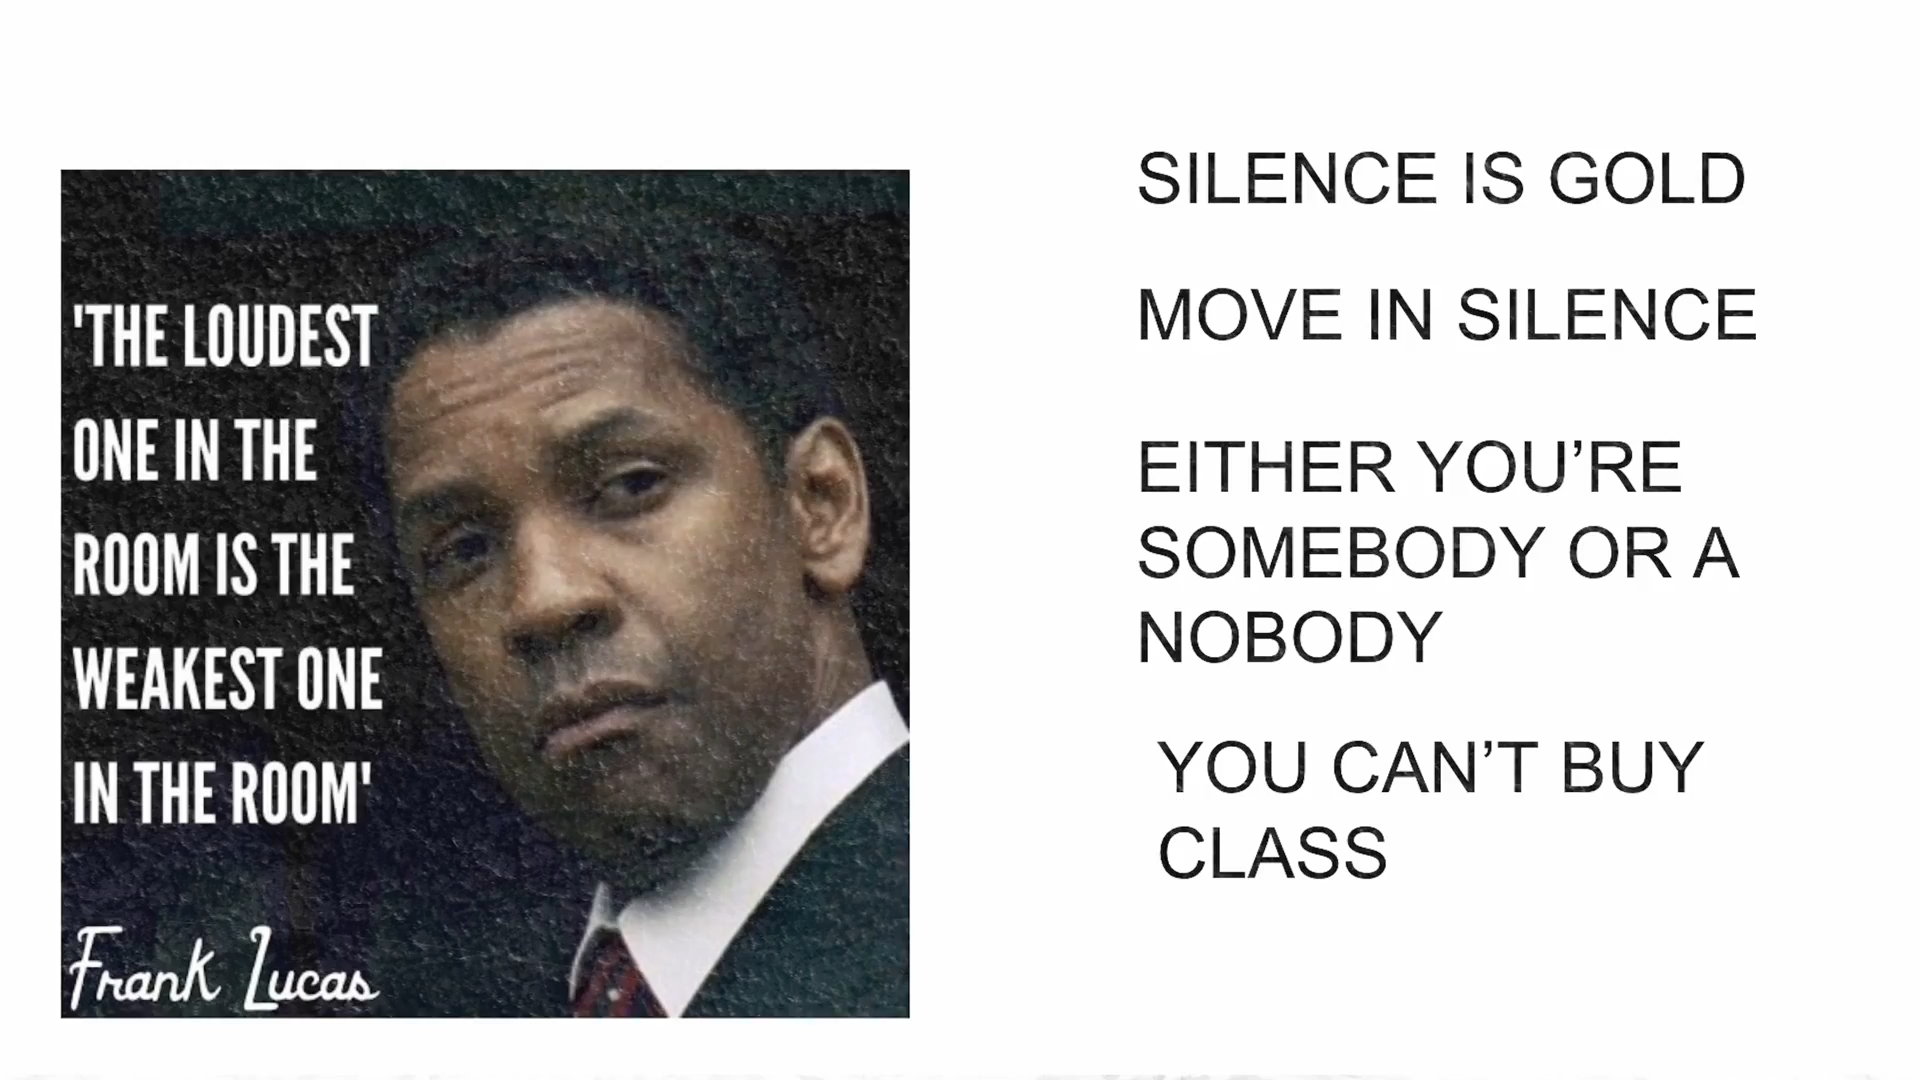 'THE LOUDEST
ONE IN THE
ROOM IS THE
WEAKEST ONE
IN THE ROOM'
Frank Lucas
SILENCE IS GOLD
MOVE IN SILENCE
EITHER YOU’RE
SOMEBODY OR A
NOBODY
YOU CAN’T BUY
CLASS